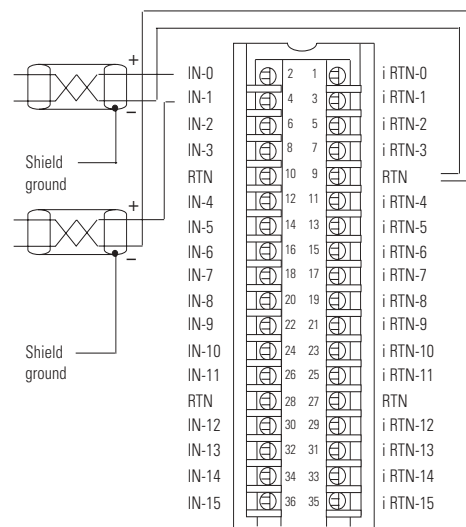 +
IN-0 2 1 i RTN-0
IN-1 4 3 i RTN-1
–
IN-2 6 5 i RTN-2
IN-3 8 7 i RTN-3
Shield
ground
RTN 10 9 RTN
IN-4 12 11 i RTN-4
+
IN-5 14 13 i RTN-5
IN-6 16 15 i RTN-6
–
IN-7 18 17 i RTN-7
IN-8 20 19 i RTN-8
IN-9 22 21 i RTN-9
Shield
ground
IN-10 24 23 i RTN-10
IN-11 26 25 i RTN-11
RTN 28 27 RTN
IN-12 30 29 i RTN-12
IN-13 32 31 i RTN-13
IN-14 34 33 i RTN-14
IN-15 36 35 i RTN-15